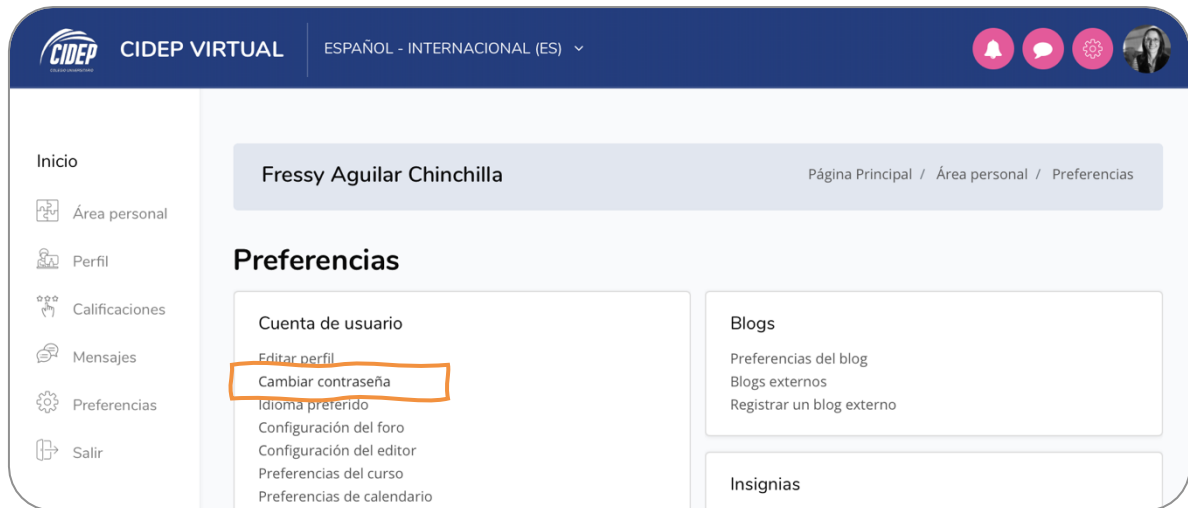 CIDEP
CIDEP VIRTUAL
ESPAÑOL - INTERNACIONAL (ES)
Inicio
Área personal
Perfil
Calificaciones
Mensajes
Preferencias
Salir
Fressy Aguilar Chinchilla
Página Principal / Área personal / Preferencias
Preferencias
Cuenta de usuario
Editar perfil
Cambiar contraseña
Idioma preferido
Configuración del foro
Configuración del editor
Preferencias del curso
Preferencias de calendario
Blogs
Preferencias del blog
Blogs externos
Registrar un blog externo
Insignias